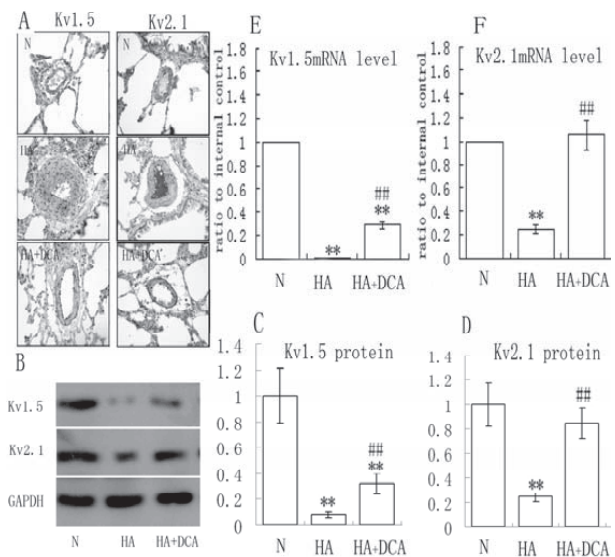 A Kv1.5 Kv2.1
N N
HA HA
HA+DCA HA+DCA
B
Kv1.5
Kv2.1
GAPDH
N HA HA+DCA
E
Kv1.5mRNA level
ratio to internal control
1.8
1.6
1.4
1.2
1
0.8
0.6
0.4
0.2
0
**
##
**
N HA HA+DCA
F
Kv2.1mRNA level
ratio to internal control
1.8
1.6
1.4
1.2
1
0.8
0.6
0.4
0.2
0
**
##
N HA HA+DCA
C
Kv1.5 protein
1.4
1.2
1
0.8
0.6
0.4
0.2
0
**
##
**
N HA HA+DCA
D
Kv2.1 protein
1.4
1.2
1
0.8
0.6
0.4
0.2
0
**
##
N HA HA+DCA